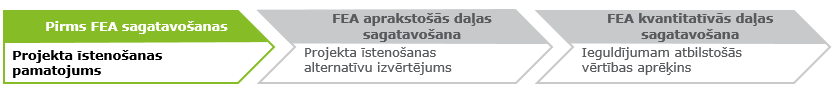 Pirms FEA sagatavošanas
Projekta īstenošanas
pamatojums
FEA aprakstošās daļas
sagatavošana
Projekta īstenošanas
alternatīvu izvērtējums
FEA kvantitatīvās daļas
sagatavošana
Ieguldījumam atbilstošās
vērtības aprēķins